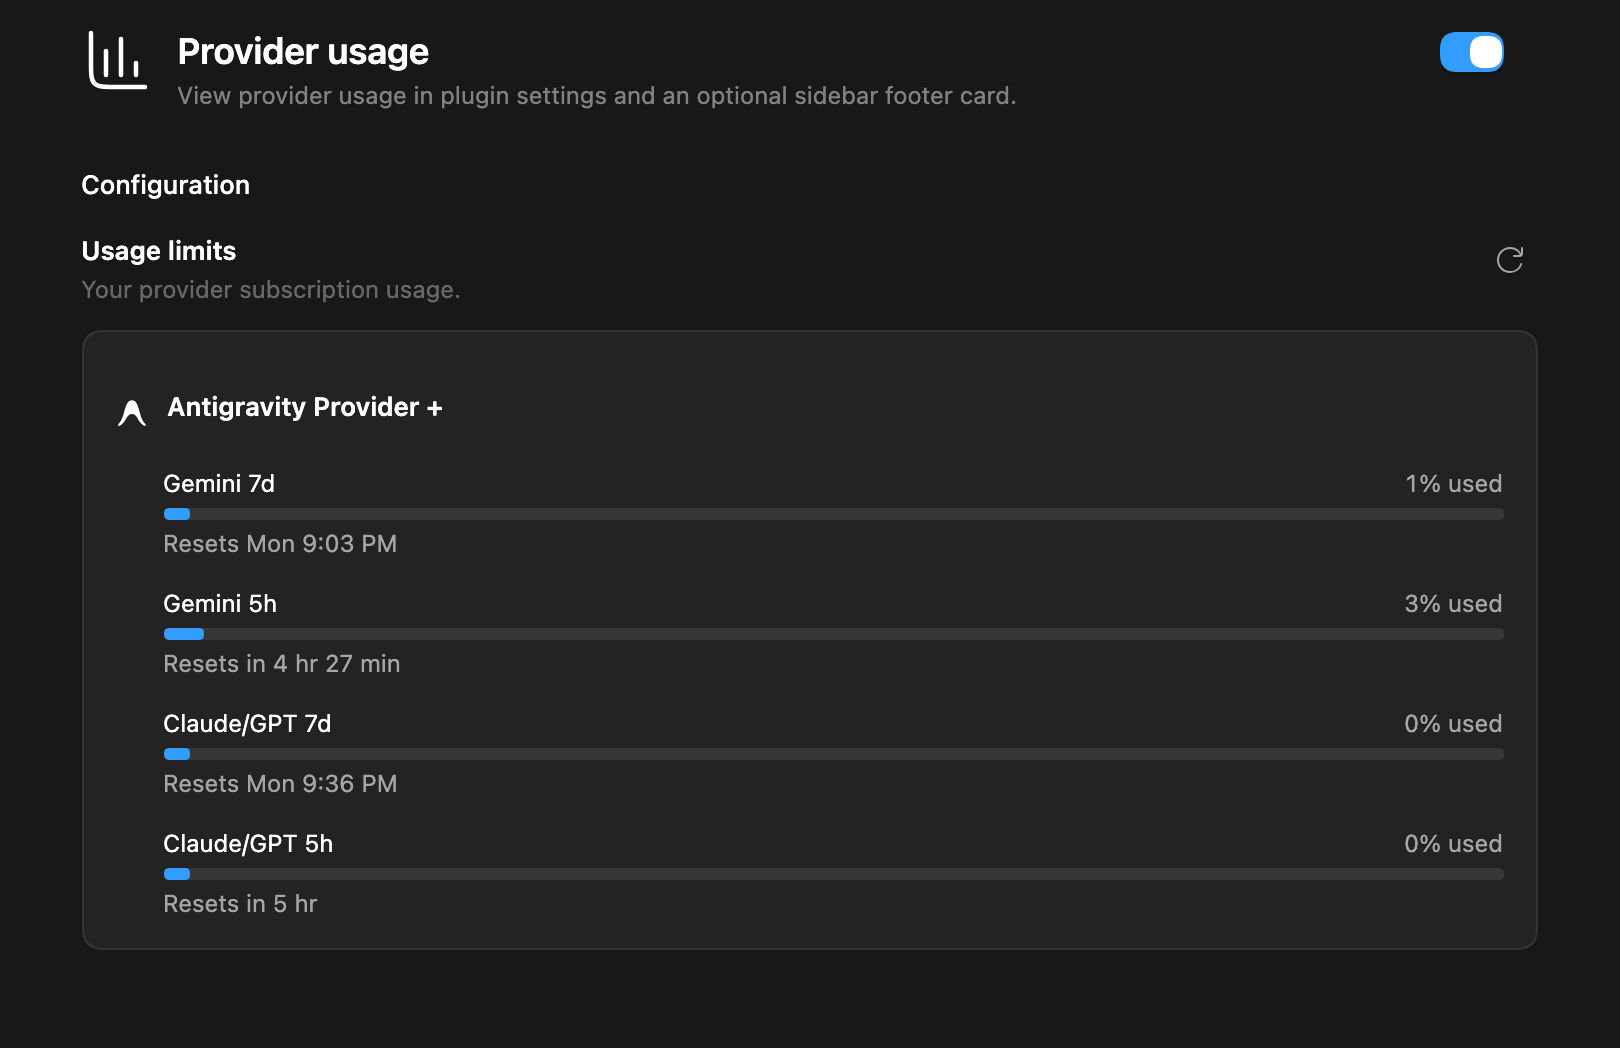 Provider usage
View provider usage in plugin settings and an optional sidebar footer card.
Configuration
Usage limits
Your provider subscription usage.
Antigravity Provider +
Gemini 7d
1% used
Resets Mon 9:03 PM
Gemini 5h
3% used
Resets in 4 hr 27 min
Claude/GPT 7d
0% used
Resets Mon 9:36 PM
Claude/GPT 5h
0% used
Resets in 5 hr